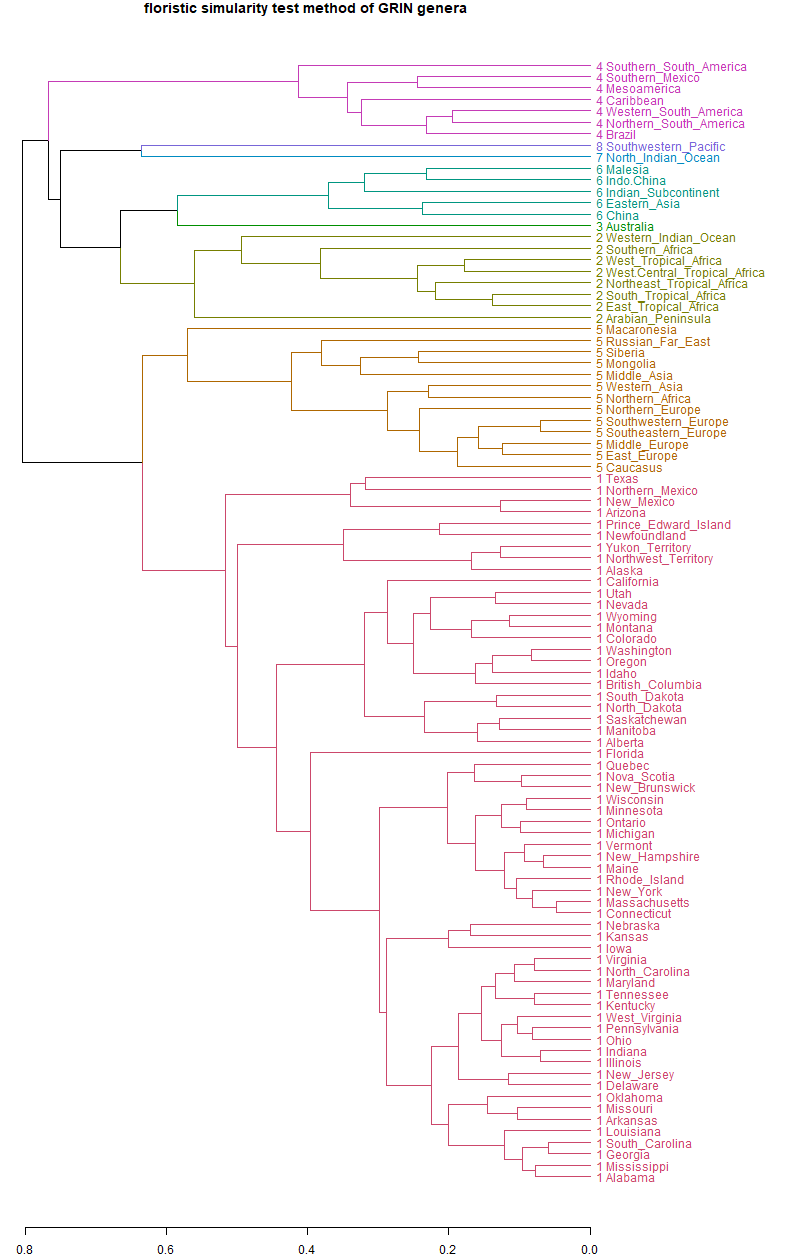 floristic simularity test method of GRIN genera
4 Southern_South_America
4 Southern_Mexico
4 Mesoamerica
4 Caribbean
4 Western_South_America
4 Northern_South_America
4 Brazil
8 Southwestern_Pacific
7 North_Indian_Ocean
6 Malesia
6 Indo.China
6 Indian_Subcontinent
6 Eastern_Asia
6 China
3 Australia
2 Western_Indian_Ocean
2 Southern_Africa
2 West_Tropical_Africa
2 West.Central_Tropical_Africa
2 Northeast_Tropical_Africa
2 South_Tropical_Africa
2 East_Tropical_Africa
2 Arabian_Peninsula
5 Macaronesia
5 Russian_Far_East
5 Siberia
5 Mongolia
5 Middle_Asia
5 Western_Asia
5 Northern_Africa
5 Northern_Europe
5 Southwestern_Europe
5 Southeastern_Europe
5 Middle_Europe
5 East_Europe
5 Caucasus
1 Texas
1 Northern_Mexico
1 New_Mexico
1 Arizona
1 Prince_Edward_Island
1 Newfoundland
1 Yukon_Territory
1 Northwest_Territory
1 Alaska
1 California
1 Utah
1 Nevada
1 Wyoming
1 Montana
1 Colorado
1 Washington
1 Oregon
1 Idaho
1 British_Columbia
1 South_Dakota
1 North_Dakota
1 Saskatchewan
1 Manitoba
1 Alberta
1 Florida
1 Quebec
1 Nova_Scotia
1 New_Brunswick
1 Wisconsin
1 Minnesota
1 Ontario
1 Michigan
1 Vermont
1 New_Hampshire
1 Maine
1 Rhode_Island
1 New_York
1 Massachusetts
1 Connecticut
1 Nebraska
1 Kansas
1 Iowa
1 Virginia
1 North_Carolina
1 Maryland
1 Tennessee
1 Kentucky
1 West_Virginia
1 Pennsylvania
1 Ohio
1 Indiana
1 Illinois
1 New_Jersey
1 Delaware
1 Oklahoma
1 Missouri
1 Arkansas
1 Louisiana
1 South_Carolina
1 Georgia
1 Mississippi
1 Alabama
0.8 0.6 0.4 0.2 0.0